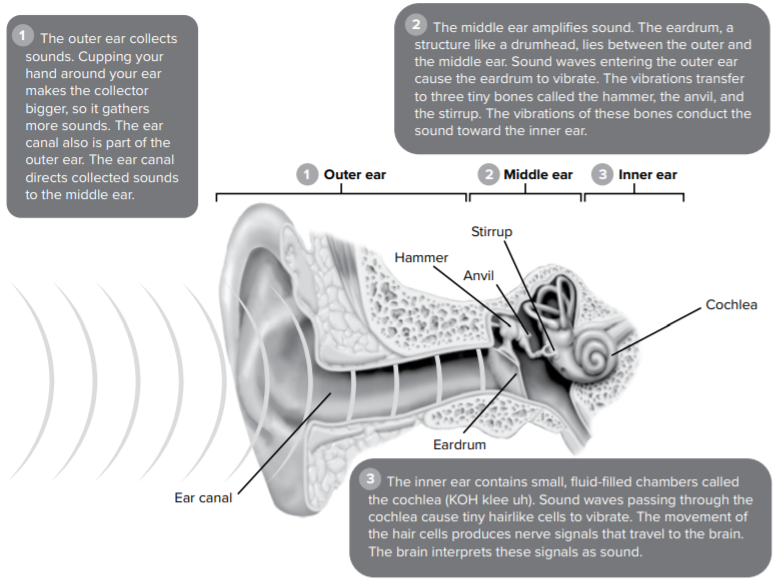 1 The outer ear collects
sounds. Cupping your
hand around your ear
makes the collector
bigger, so it gathers
more sounds. The ear
canal also is part of the
outer ear. The ear canal
directs collected sounds
to the middle ear.
2 The middle ear amplifies sound. The eardrum, a
structure like a drumhead, lies between the outer and
the middle ear. Sound waves entering the outer ear
cause the eardrum to vibrate. The vibrations transfer
to three tiny bones called the hammer, the anvil, and
the stirrup. The vibrations of these bones conduct the
sound toward the inner ear.
1 Outer ear
2 Middle ear
3 Inner ear
Stirrup
Hammer
Anvil
Cochlea
Eardrum
Ear canal
3 The inner ear contains small, fluid-filled chambers called
the cochlea (KOH klee uh). Sound waves passing through the
cochlea cause tiny hairlike cells to vibrate. The movement of
the hair cells produces nerve signals that travel to the brain.
The brain interprets these signals as sound.